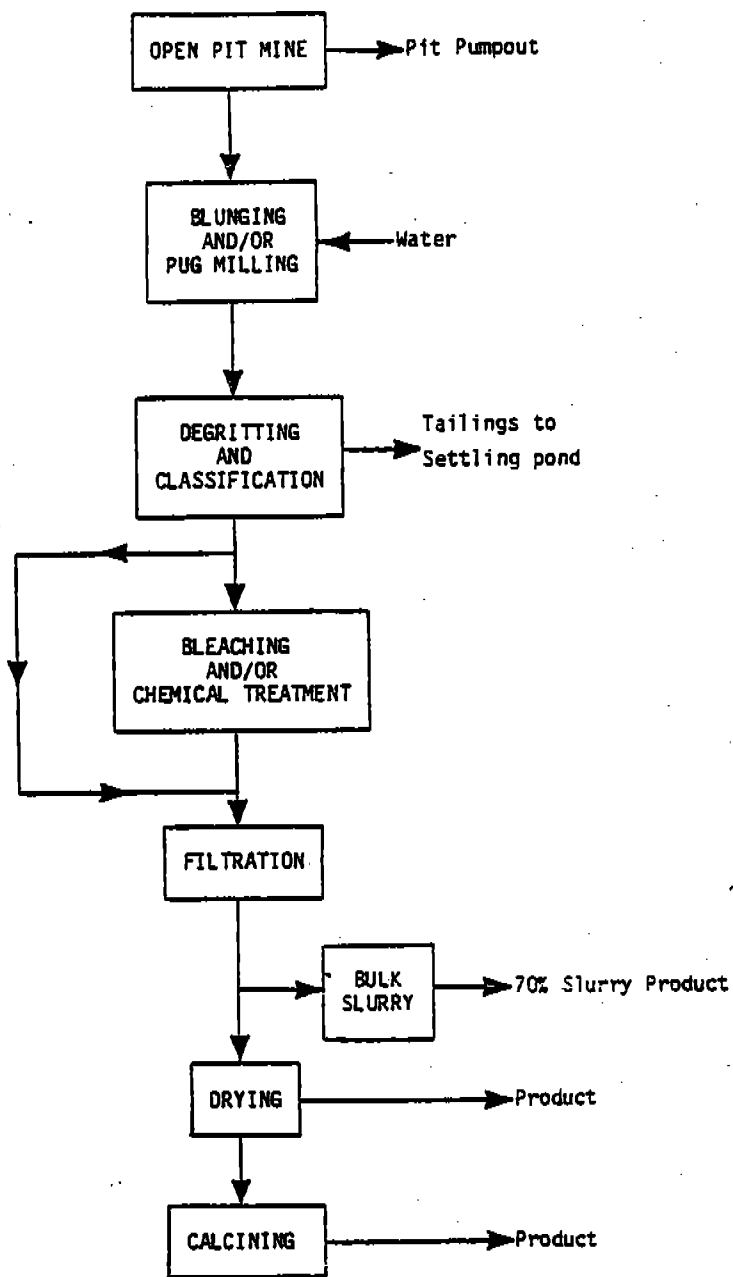 OPEN PIT MINE
Pit Pumpout
BLUNGING
AND/OR
PUG MILLING
Water
DEGRITTING
AND
CLASSIFICATION
Tailings to
Settling pond
BLEACHING
AND/OR
CHEMICAL TREATMENT
FILTRATION
BULK
SLURRY
70% Slurry Product
DRYING
Product
CALCINING
Product